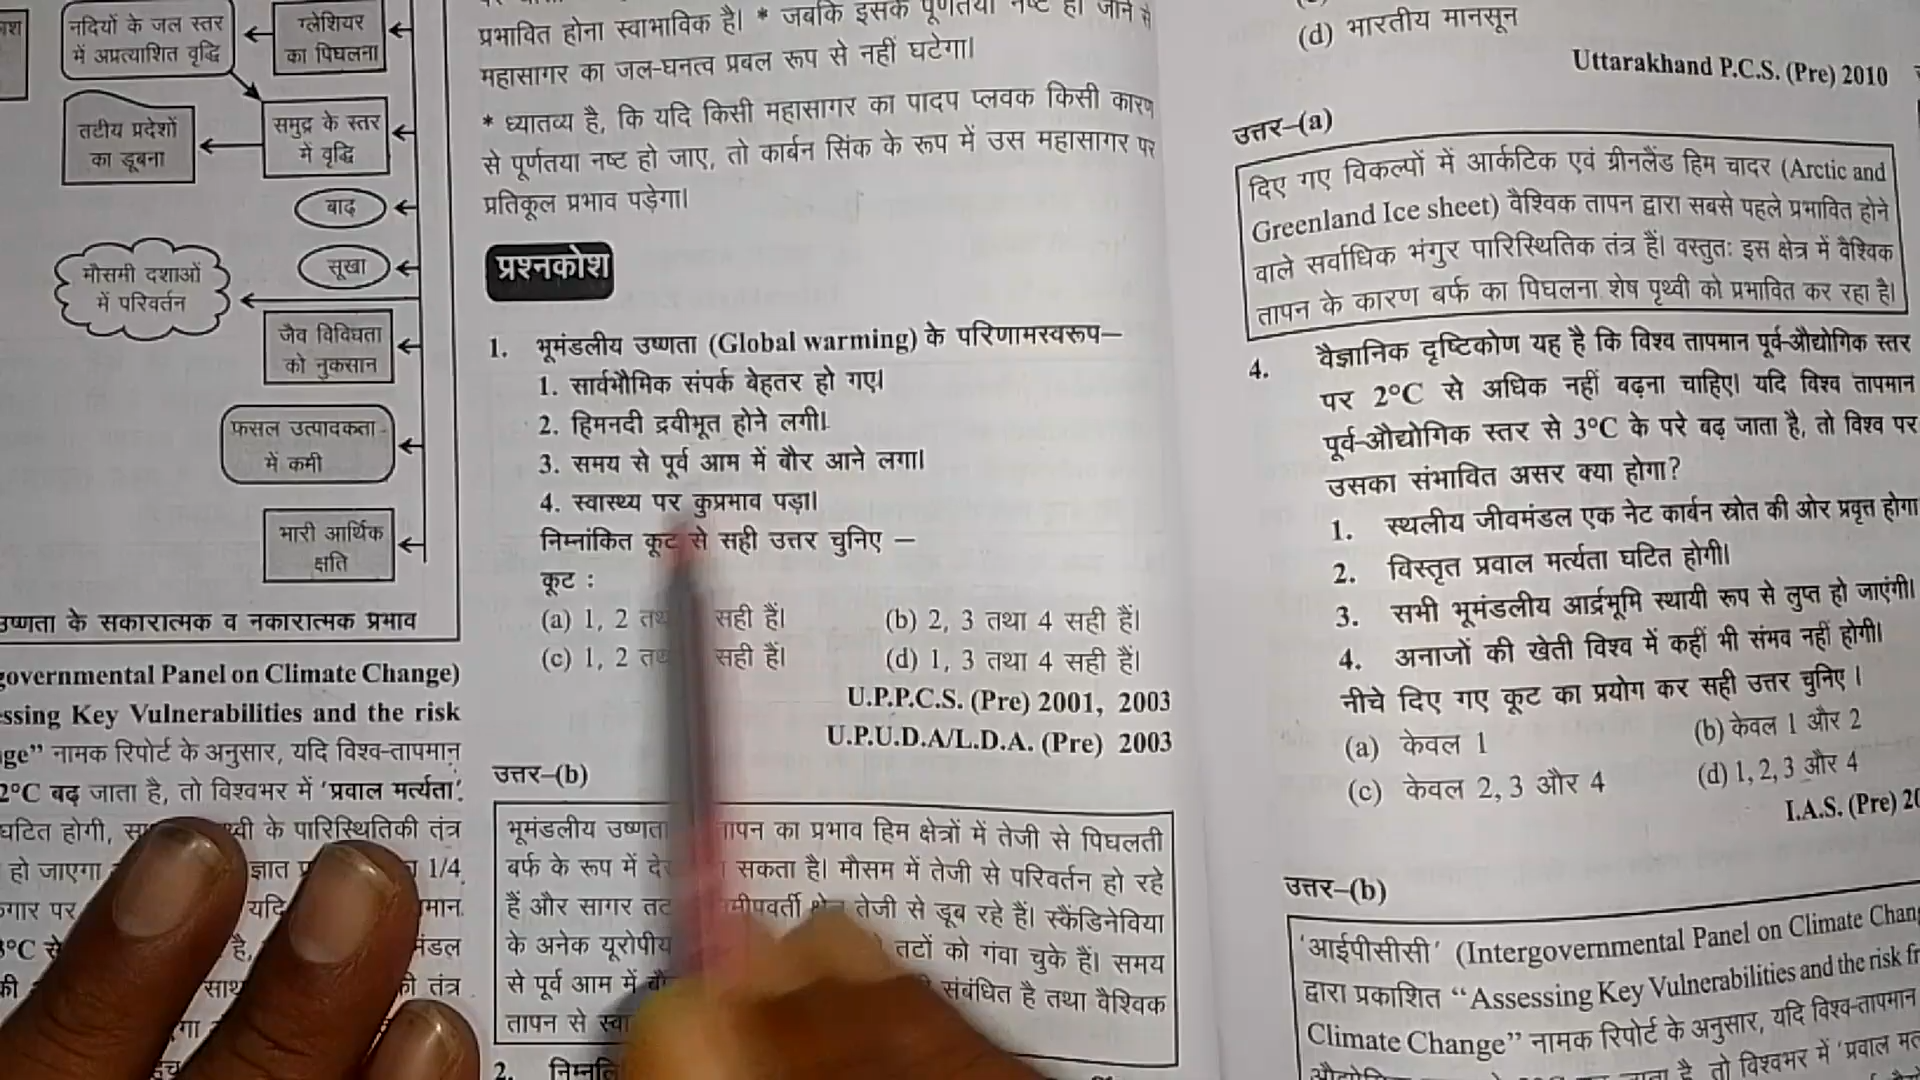 नदियों के जल स्तर
में अप्रत्याशित वृद्धि
ग्लेशियर
का पिघलना
तटीय प्रदेशों
का डूबना
समुद्र के स्तर
में वृद्धि
बाढ़
सूखा
मौसमी दशाओं
में परिवर्तन
जैव विविधता
को नुकसान
फसल उत्पादकता
में कमी
भारी आर्थिक
क्षति
उष्णता के सकारात्मक व नकारात्मक प्रभाव
governmental Panel on Climate Change)
ssing Key Vulnerabilities and the risk
ge” नामक रिपोर्ट के अनुसार, यदि विश्व-तापमान
2°C बढ़ जाता है, तो विश्वभर में ‘प्रवाल मर्त्यता’
घटित होगी, के पारिस्थितिकी तंत्र
हो जाएगा 1/4
पर यदि
3°C से है,
की साथ तंत्र
प्रभावित होना स्वाभाविक है। * जबकि इसके पूर्णतया नष्ट हो जाने से
महासागर का जल-घनत्व प्रबल रूप से नहीं घटेगा।
* ध्यातव्य है, कि यदि किसी महासागर का पादप प्लवक किसी कारण
से पूर्णतया नष्ट हो जाए, तो कार्बन सिंक के रूप में उस महासागर पर
प्रतिकूल प्रभाव पड़ेगा।
प्रश्नकोश
1. भूमंडलीय उष्णता (Global warming) के परिणामस्वरूप–
1. सार्वभौमिक संपर्क बेहतर हो गए।
2. हिमनदी द्रवीभूत होने लगी।
3. समय से पूर्व आम में बौर आने लगा।
4. स्वास्थ्य पर कुप्रभाव पड़ा।
निम्नांकित कूट से सही उत्तर चुनिए –
कूट :
(a) 1, 2 सही हैं। (b) 2, 3 तथा 4 सही हैं।
(c) 1, 2 सही हैं। (d) 1, 3 तथा 4 सही हैं।
U.P.P.C.S. (Pre) 2001, 2003
U.P.U.D.A/L.D.A. (Pre) 2003
उत्तर–(b)
भूमंडलीय उष्णता तापन का प्रभाव हिम क्षेत्रों में तेजी से पिघलती
बर्फ के रूप में सकता है। मौसम में तेजी से परिवर्तन हो रहे
हैं और सागर क्षेत्र तेजी से डूब रहे हैं। स्कैंडिनेविया
के अनेक यूरोपीय तटों को गंवा चुके हैं। समय
से पूर्व आम में संबंधित है तथा वैश्विक
तापन से
2.
(d) भारतीय मानसून
Uttarakhand P.C.S. (Pre) 2010
उत्तर–(a)
दिए गए विकल्पों में आर्कटिक एवं ग्रीनलैंड हिम चादर (Arctic and
Greenland Ice sheet) वैश्विक तापन द्वारा सबसे पहले प्रभावित होने
वाले सर्वाधिक भंगुर पारिस्थितिक तंत्र हैं। वस्तुतः इस क्षेत्र में वैश्विक
तापन के कारण बर्फ का पिघलना शेष पृथ्वी को प्रभावित कर रहा है।
4. वैज्ञानिक दृष्टिकोण यह है कि विश्व तापमान पूर्व-औद्योगिक स्तर
पर 2°C से अधिक नहीं बढ़ना चाहिए। यदि विश्व तापमान
पूर्व-औद्योगिक स्तर से 3°C के परे बढ़ जाता है, तो विश्व पर
उसका संभावित असर क्या होगा?
1. स्थलीय जीवमंडल एक नेट कार्बन स्रोत की ओर प्रवृत्त होगा
2. विस्तृत प्रवाल मर्त्यता घटित होगी।
3. सभी भूमंडलीय आर्द्रभूमि स्थायी रूप से लुप्त हो जाएंगी।
4. अनाजों की खेती विश्व में कहीं भी संभव नहीं होगी।
नीचे दिए गए कूट का प्रयोग कर सही उत्तर चुनिए ।
(a) केवल 1 (b) केवल 1 और 2
(c) केवल 2, 3 और 4 (d) 1, 2, 3 और 4
I.A.S. (Pre)
उत्तर–(b)
‘आईपीसीसी’ (Intergovernmental Panel on Climate
द्वारा प्रकाशित “Assessing Key Vulnerabilities and the risk
Climate Change” नामक रिपोर्ट के अनुसार, यदि विश्व-तापमान
है, तो विश्वभर में ‘प्रवाल